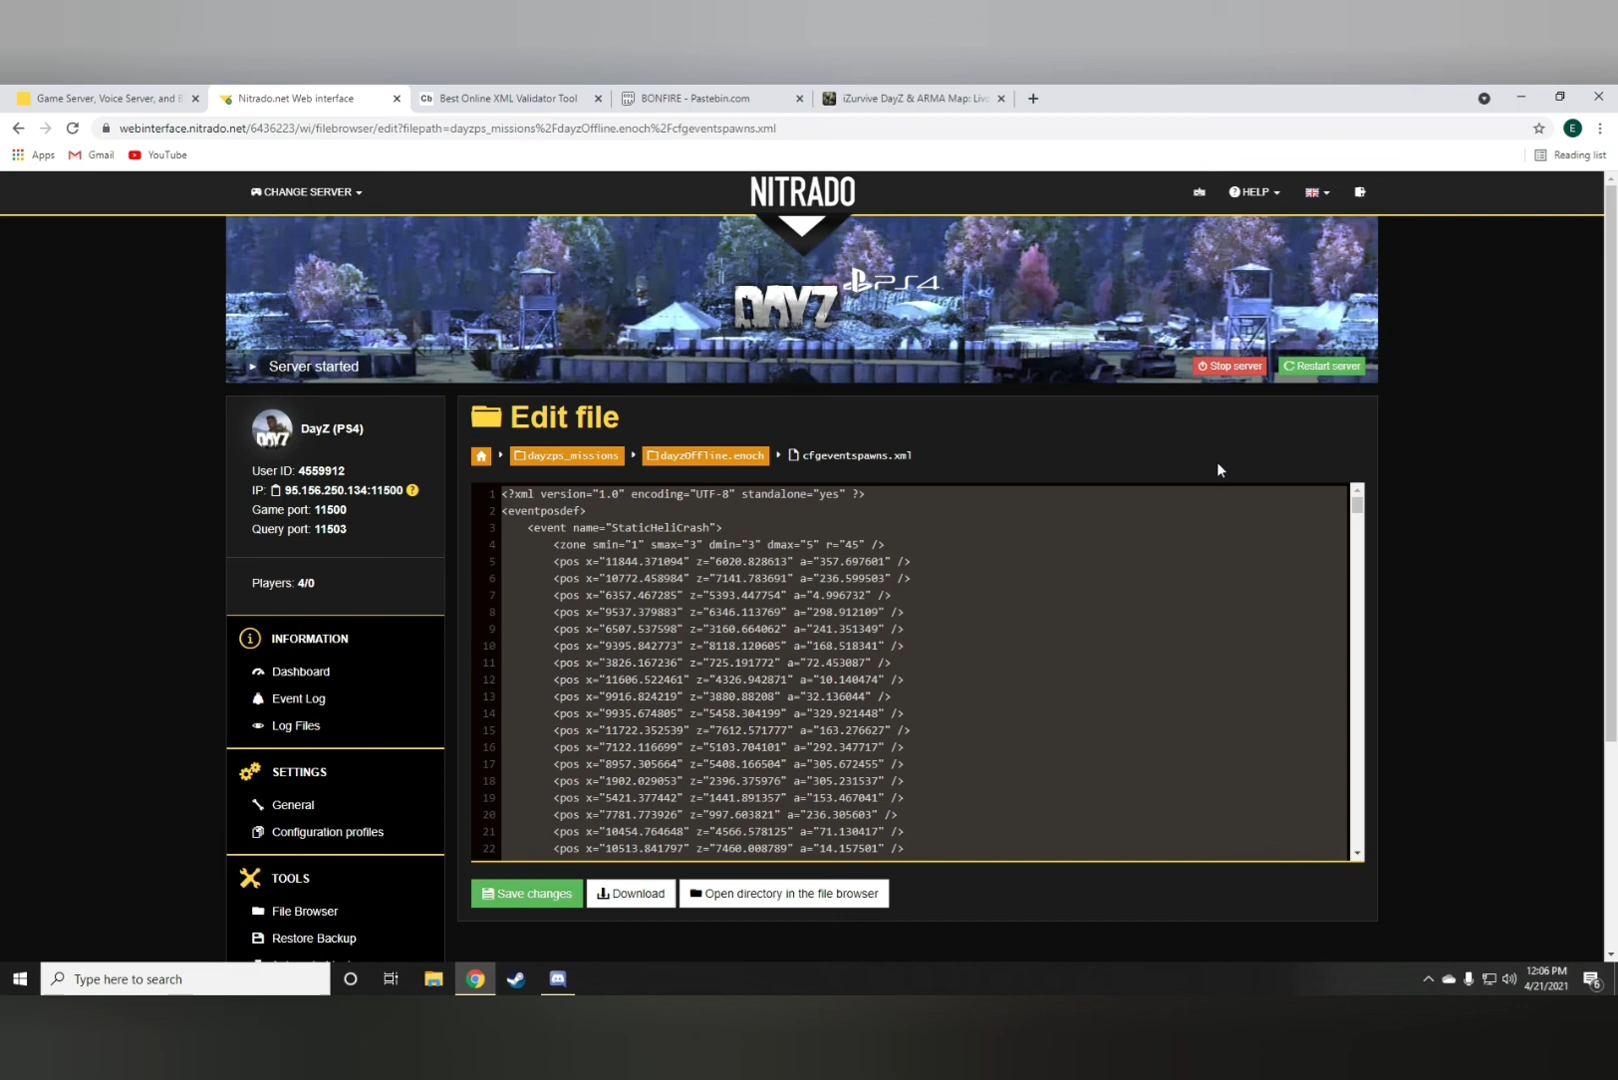 Game Server, Voice Server, and
Nitrado.net Web interface
Cb Best Online XML Validator Tool
BONFIRE - Pastebin.com
iZurvive DayZ & ARMA Map:
webinterface.nitrado.net/6436223/wi/filebrowser/edit?filepath=dayzps_missions%2FdayzOffline.enoch%2Fcfgeventspawns.xml
E
Apps
Gmail
YouTube
Reading list
CHANGE SERVER
NITRADO
HELP
DAYZ
PS4
Server started
Stop server
Restart server
DayZ (PS4)
User ID: 4559912
IP: 95.156.250.134:11500
Game port: 11500
Query port: 11503
Players: 4/0
INFORMATION
Dashboard
Event Log
Log Files
SETTINGS
General
Configuration profiles
TOOLS
File Browser
Restore Backup
Edit file
dayzps_missions
dayzOffline.enoch
cfgeventspawns.xml
1 <?xml version="1.0" encoding="UTF-8" standalone="yes" ?>
2 <eventposdef>
3 <event name="StaticHeliCrash">
4 <zone smin="1" smax="3" dmin="3" dmax="5" r="45" />
5 <pos x="11844.371094" z="6020.828613" a="357.697601" />
6 <pos x="10772.458984" z="7141.783691" a="236.599503" />
7 <pos x="6357.467285" z="5393.447754" a="4.996732" />
8 <pos x="9537.379883" z="6346.113769" a="298.912109" />
9 <pos x="6507.537598" z="3160.664062" a="241.351349" />
10 <pos x="9395.842773" z="8118.120605" a="168.518341" />
11 <pos x="3826.167236" z="725.191772" a="72.453087" />
12 <pos x="11606.522461" z="4326.942871" a="10.140474" />
13 <pos x="9916.824219" z="3880.88208" a="32.136044" />
14 <pos x="9935.674805" z="5458.304199" a="329.921448" />
15 <pos x="11722.352539" z="7612.571777" a="163.276627" />
16 <pos x="7122.116699" z="5103.704101" a="292.347717" />
17 <pos x="8957.305664" z="5408.166504" a="305.672455" />
18 <pos x="1902.029053" z="2396.375976" a="305.231537" />
19 <pos x="5421.377442" z="1441.891357" a="153.467041" />
20 <pos x="7781.773926" z="997.603821" a="236.305603" />
21 <pos x="10454.764648" z="4566.578125" a="71.130417" />
22 <pos x="10513.841797" z="7460.008789" a="14.157501" />
Save changes
Download
Open directory in the file browser
Type here to search
12:06 PM
4/21/2021
6